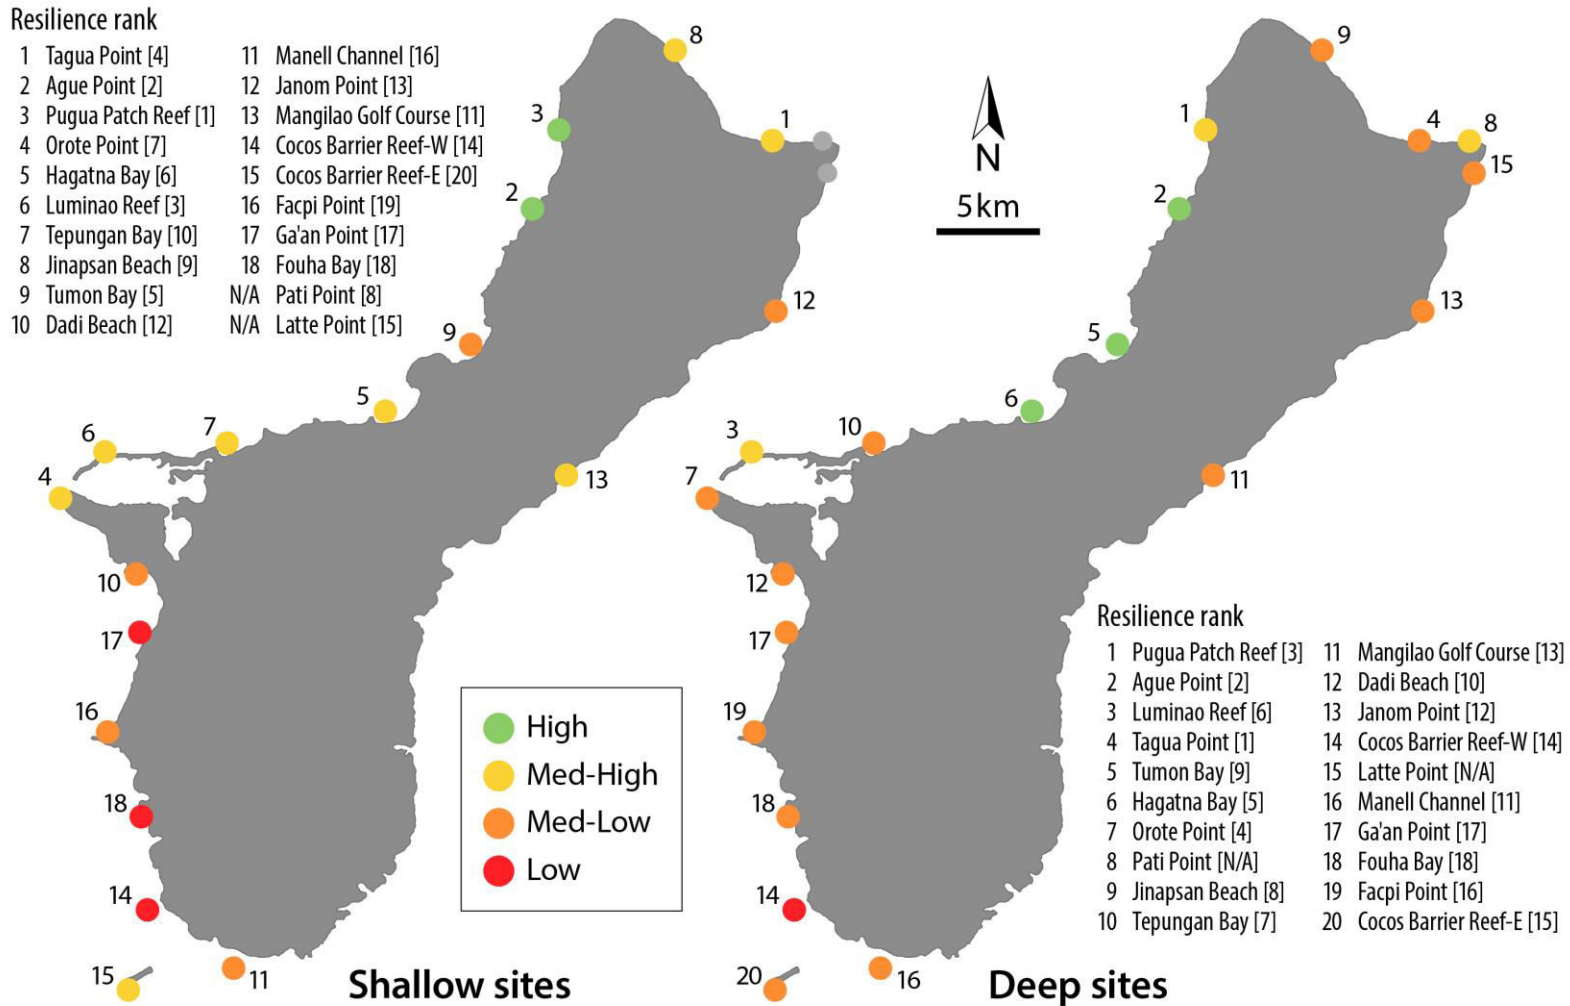 Resilience rank
1 Tagua Point [4]
2 Ague Point [2]
3 Pugua Patch Reef [1]
4 Orote Point [7]
5 Hagatna Bay [6]
6 Luminao Reef [3]
7 Tepungan Bay [10]
8 Jinapsan Beach [9]
9 Tumon Bay [5]
10 Dadi Beach [12]
11 Manell Channel [16]
12 Janom Point [13]
13 Mangilao Golf Course [11]
14 Cocos Barrier Reef-W [14]
15 Cocos Barrier Reef-E [20]
16 Facpi Point [19]
17 Ga'an Point [17]
18 Fouha Bay [18]
N/A Pati Point [8]
N/A Latte Point [15]
8
3
1
2
12
9
5
7
6
4
13
10
17
16
18
14
15
11
Shallow sites
N
5km
High
Med-High
Med-Low
Low
9
1
4
8
15
2
13
5
6
10
3
7
11
12
17
19
18
14
20
16
Deep sites
Resilience rank
1 Pugua Patch Reef [3]
2 Ague Point [2]
3 Luminao Reef [6]
4 Tagua Point [1]
5 Tumon Bay [9]
6 Hagatna Bay [5]
7 Orote Point [4]
8 Pati Point [N/A]
9 Jinapsan Beach [8]
10 Tepungan Bay [7]
11 Mangilao Golf Course [13]
12 Dadi Beach [10]
13 Janom Point [12]
14 Cocos Barrier Reef-W [14]
15 Latte Point [N/A]
16 Manell Channel [11]
17 Ga'an Point [17]
18 Fouha Bay [18]
19 Facpi Point [16]
20 Cocos Barrier Reef-E [15]